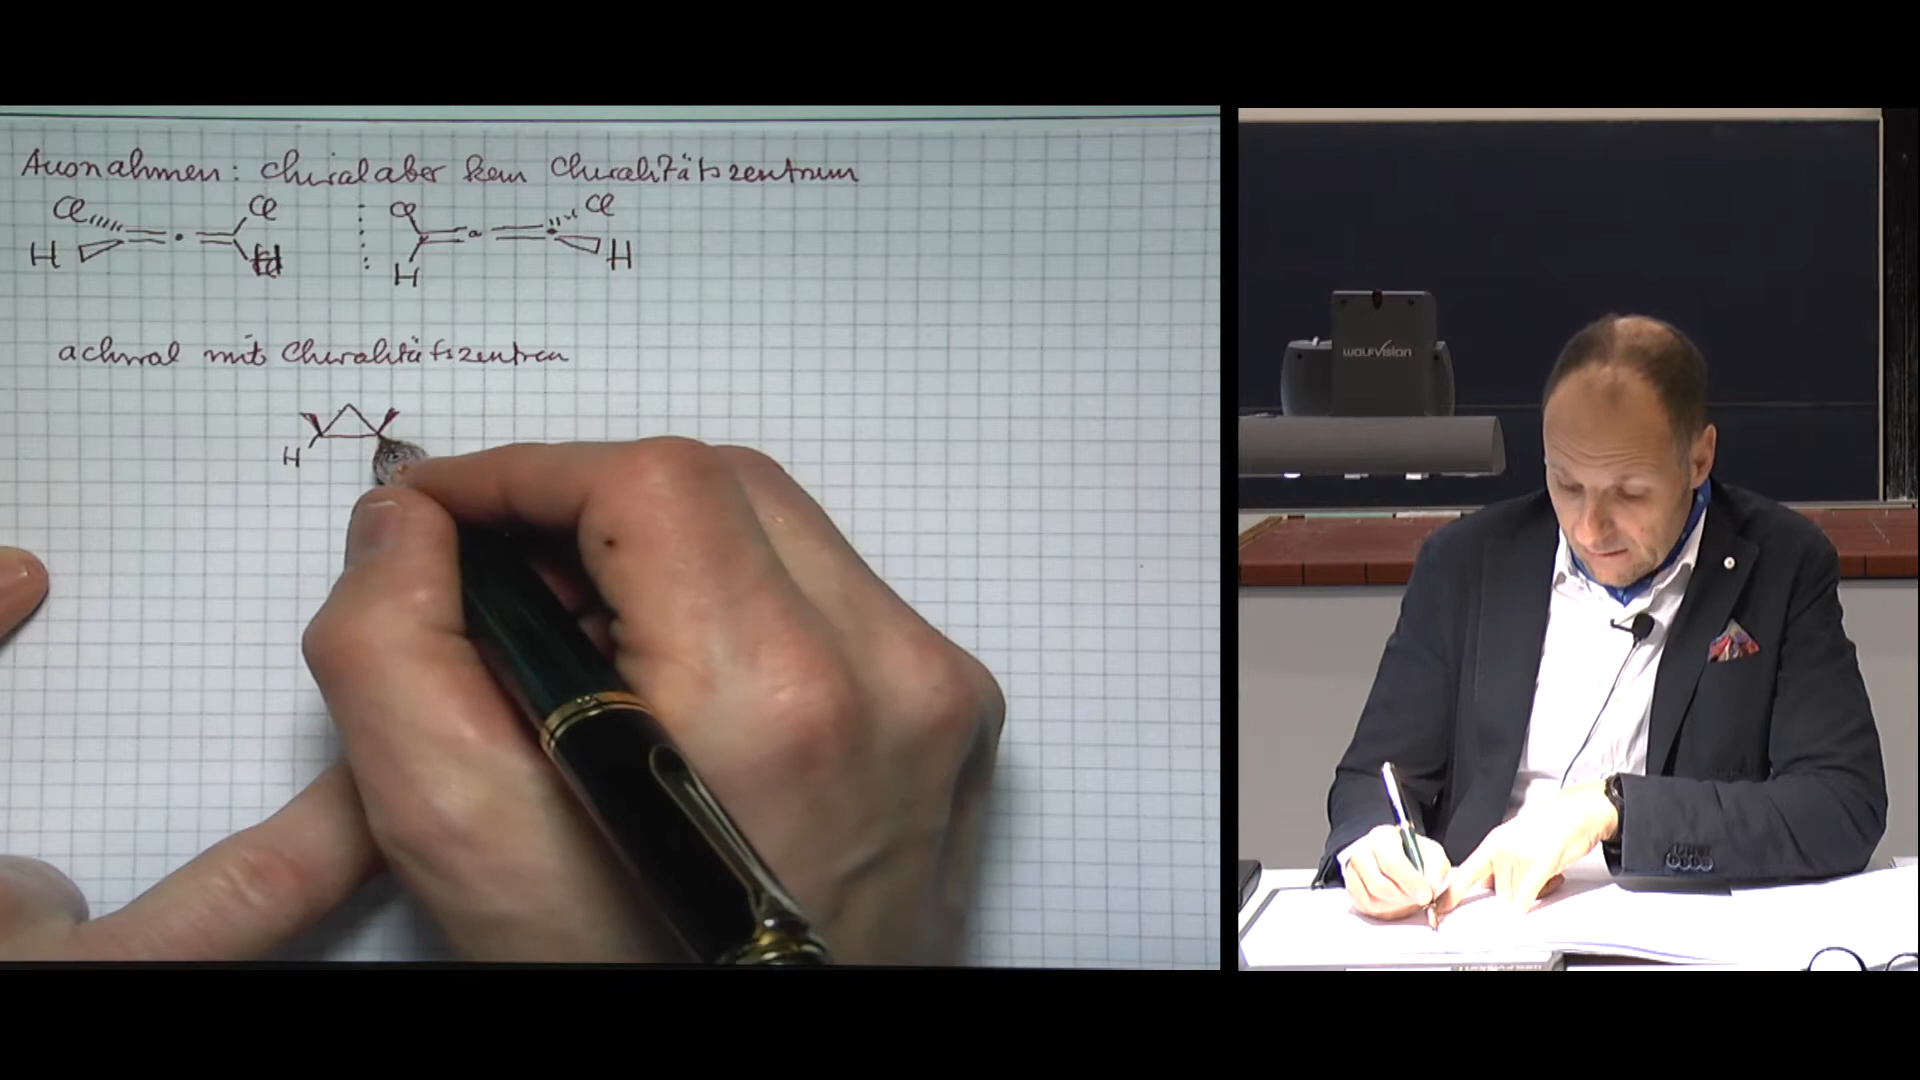 Ausnahmen: chiral aber kein Chiralitätszentrum
Cl Cl Cl Cl
H H H H
achiral mit Chiralitätszentren
H
WOLFVISION